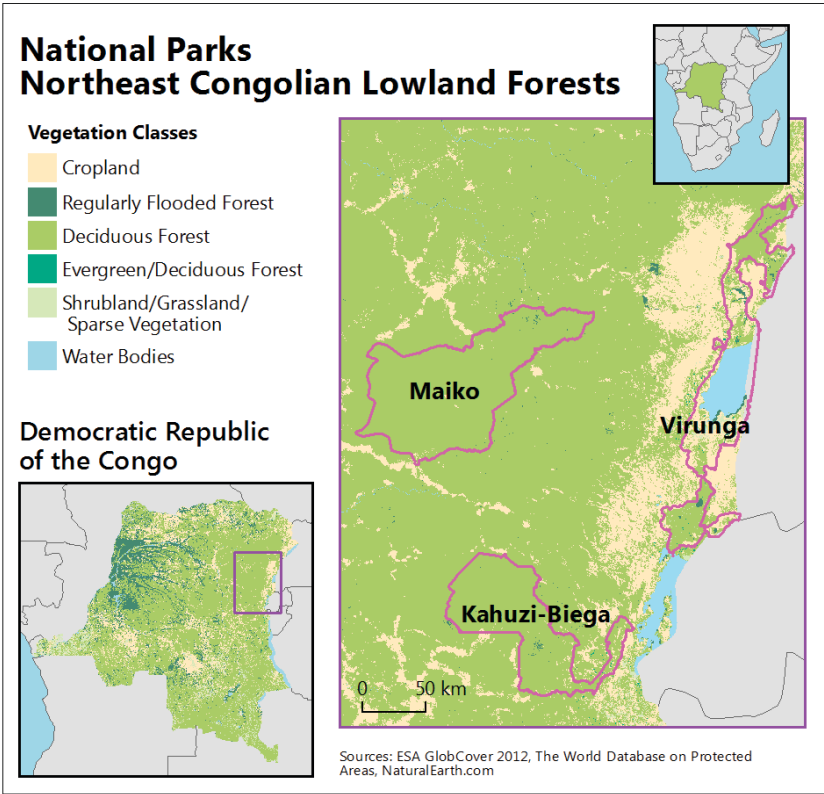 National Parks
Northeast Congolian Lowland Forests
Vegetation Classes
Cropland
Regularly Flooded Forest
Deciduous Forest
Evergreen/Deciduous Forest
Shrubland/Grassland/
Sparse Vegetation
Water Bodies
Maiko
Virunga
Democratic Republic
of the Congo
Kahuzi-Biega
0 50 km
Sources: ESA GlobCover 2012, The World Database on Protected
Areas, NaturalEarth.com